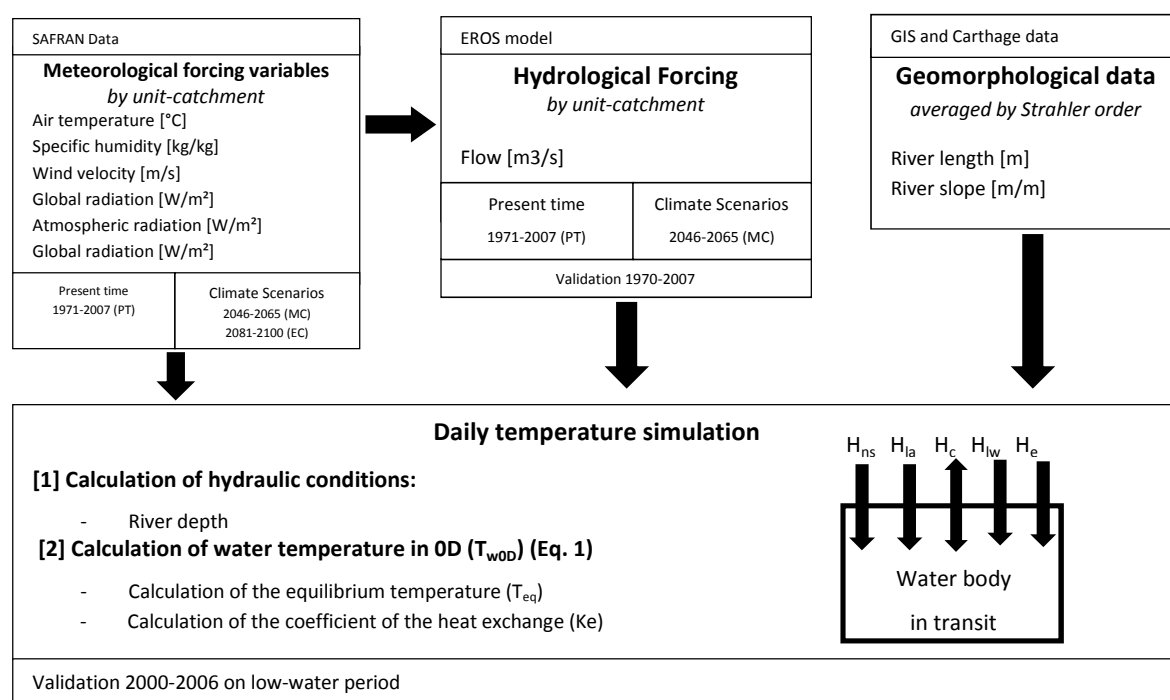 SAFRAN Data
Meteorological forcing variables
by unit-catchment
Air temperature [°C]
Specific humidity [kg/kg]
Wind velocity [m/s]
Global radiation [W/m²]
Atmospheric radiation [W/m²]
Global radiation [W/m²]
Present time
1971-2007 (PT)
Climate Scenarios
2046-2065 (MC)
2081-2100 (EC)
EROS model
Hydrological Forcing
by unit-catchment
Flow [m3/s]
Present time
1971-2007 (PT)
Climate Scenarios
2046-2065 (MC)
Validation 1970-2007
GIS and Carthage data
Geomorphological data
averaged by Strahler order
River length [m]
River slope [m/m]
Daily temperature simulation
[1] Calculation of hydraulic conditions:
- River depth
[2] Calculation of water temperature in 0D (Tw0D) (Eq. 1)
- Calculation of the equilibrium temperature (Teq)
- Calculation of the coefficient of the heat exchange (Ke)
Hns Hla Hc Hlw He
Water body
in transit
Validation 2000-2006 on low-water period